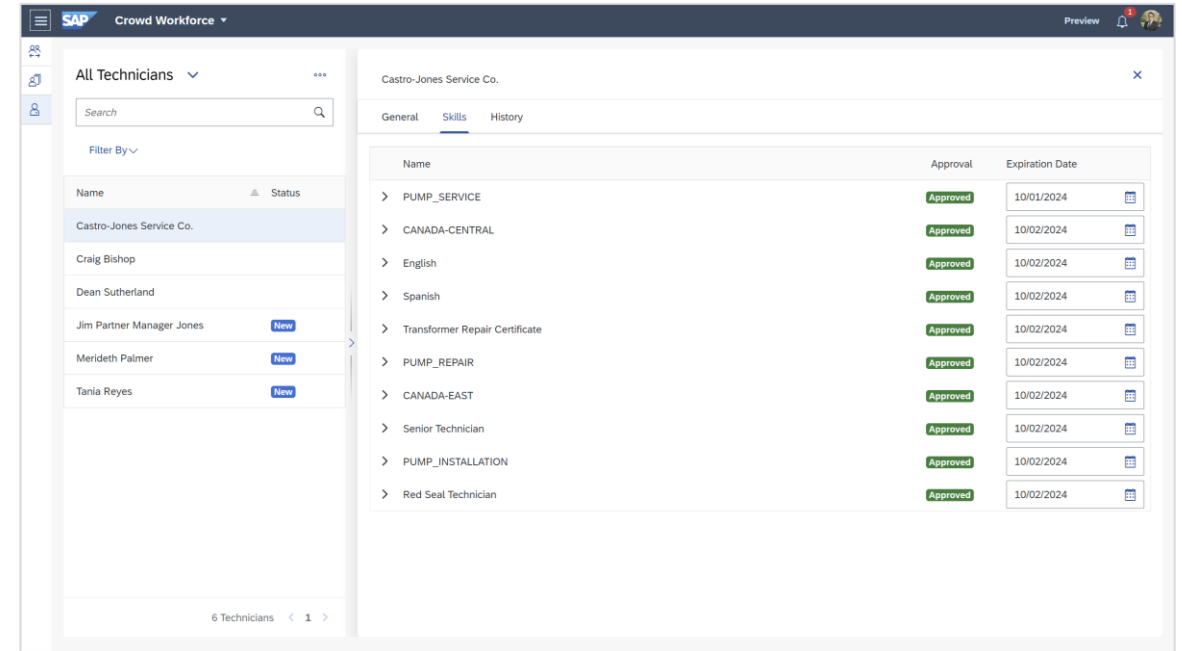 SAP Crowd Workforce Preview 1
All Technicians
Search
Filter By
Name Status
Castro-Jones Service Co.
Craig Bishop
Dean Sutherland
Jim Partner Manager Jones New
Merideth Palmer New
Tania Reyes New
6 Technicians 1
Castro-Jones Service Co.
General Skills History
Name Approval Expiration Date
PUMP_SERVICE Approved 10/01/2024
CANADA-CENTRAL Approved 10/02/2024
English Approved 10/02/2024
Spanish Approved 10/02/2024
Transformer Repair Certificate Approved 10/02/2024
PUMP_REPAIR Approved 10/02/2024
CANADA-EAST Approved 10/02/2024
Senior Technician Approved 10/02/2024
PUMP_INSTALLATION Approved 10/02/2024
Red Seal Technician Approved 10/02/2024